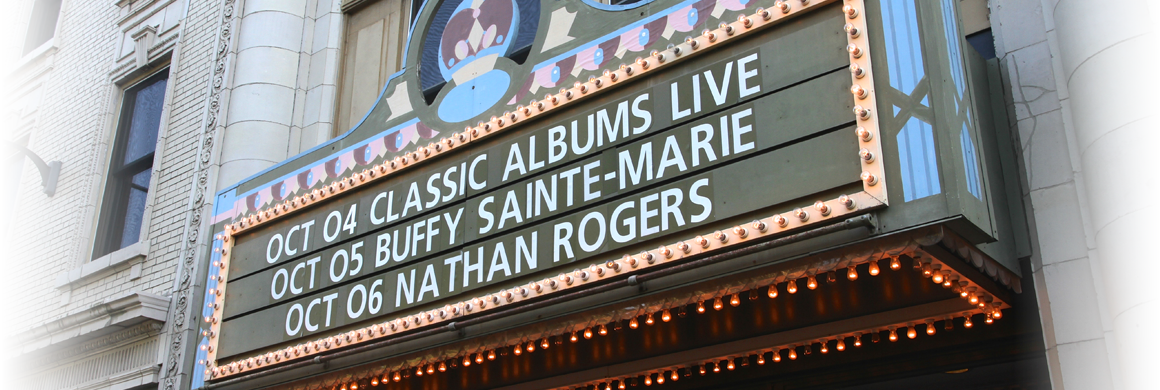 OCT 04 CLASSIC ALBUMS LIVE
OCT 05 BUFFY SAINTE-MARIE
OCT 06 NATHAN ROGERS